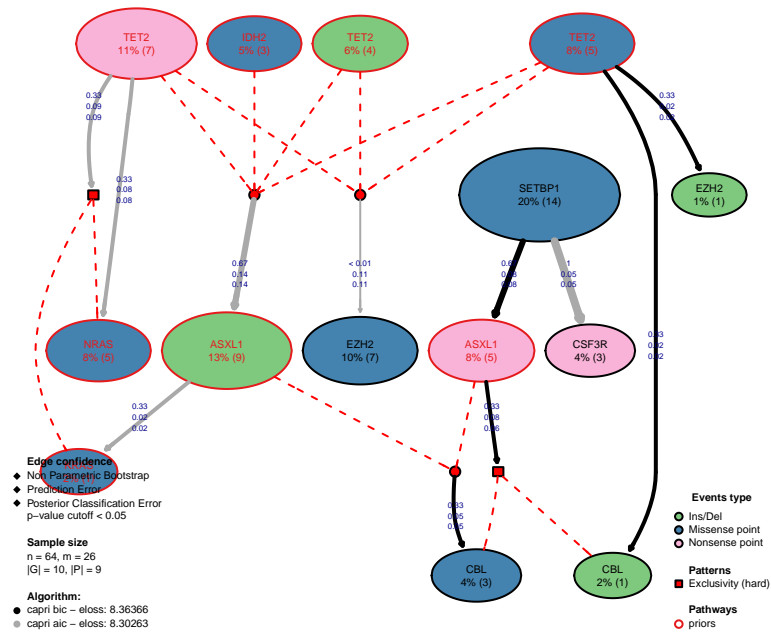 TET2
11% (7)
IDH2
5% (3)
TET2
6% (4)
TET2
8% (5)
0.33
0.09
0.09
0.33
0.02
0.33
0.08
0.08
SETBP1
20% (14)
EZH2
1% (1)
0.67
0.14
0.14
< 0.01
0.11
0.11
0.08
1
0.05
0.05
NRAS
8% (5)
ASXL1
13% (9)
EZH2
10% (7)
ASXL1
8% (5)
CSF3R
4% (3)
0.33
0.02
0.02
0.33
0.02
0.02
0.33
0.08
0.33
0.05
CBL
4% (3)
CBL
2% (1)
Edge confidence
Non Parametric Bootstrap
Prediction Error
Posterior Classification Error
p−value cutoff < 0.05
Sample size
n = 64, m = 26
|G| = 10, |P| = 9
Algorithm:
capri bic − eloss: 8.36366
capri aic − eloss: 8.30263
Events type
Ins/Del
Missense point
Nonsense point
Patterns
Exclusivity (hard)
Pathways
priors